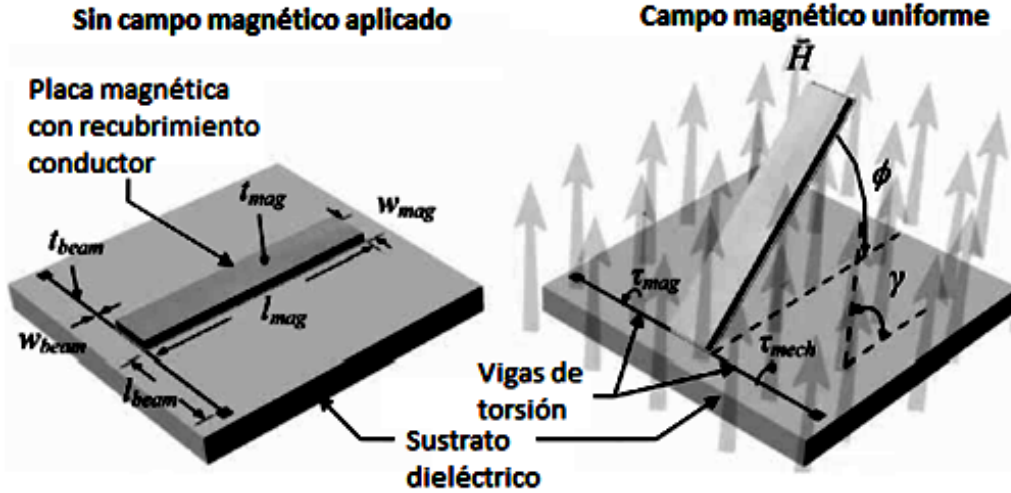 Sin campo magnético aplicado
Campo magnético uniforme
H̄
Placa magnética
con recubrimiento
conductor
t_mag
w_mag
t_beam
l_mag
w_beam
l_beam
ϕ
γ
τ_mag
τ_mech
Vigas de
torsión
Sustrato
dieléctrico